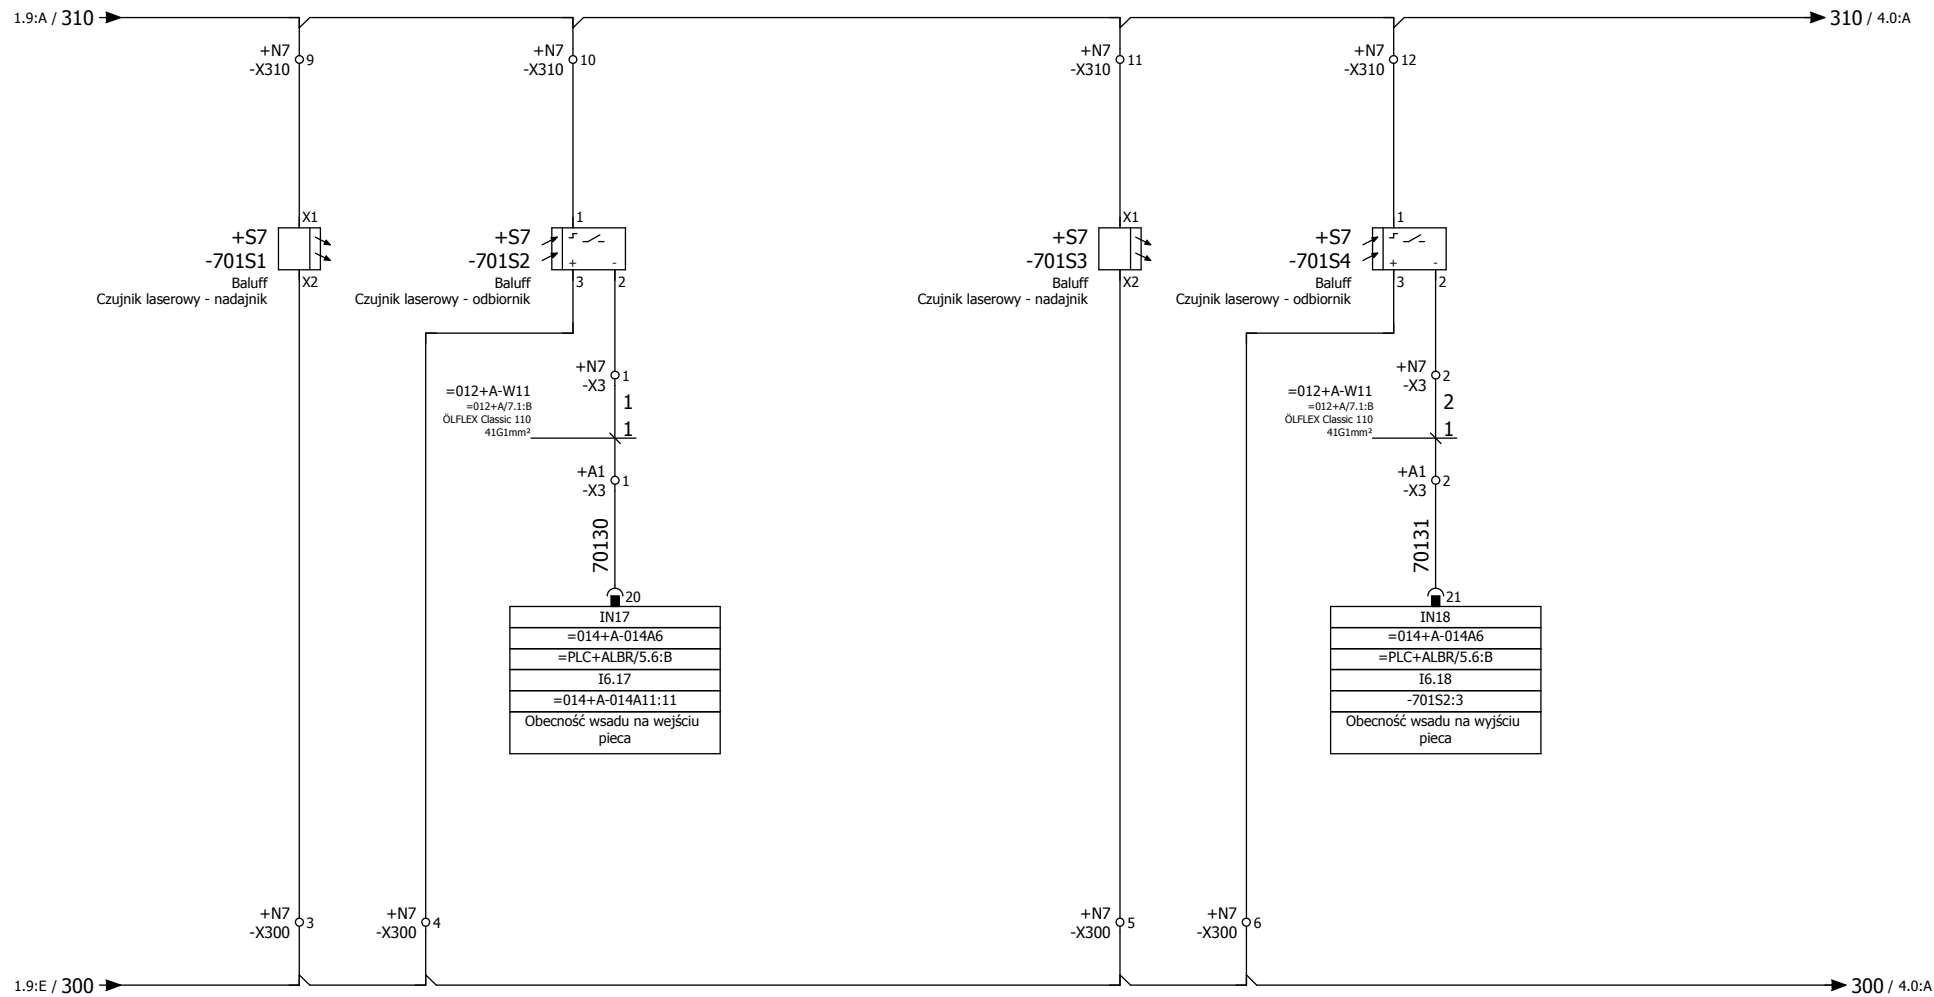 1.9:A / 310
310 / 4.0:A
+N7
-X310
9
+N7
-X310
10
+N7
-X310
11
+N7
-X310
12
X1
+S7
-701S1
X2
Baluff
Czujnik laserowy - nadajnik
1
+S7
-701S2
+ -
3 2
Baluff
Czujnik laserowy - odbiornik
X1
+S7
-701S3
X2
Baluff
Czujnik laserowy - nadajnik
1
+S7
-701S4
+ -
3 2
Baluff
Czujnik laserowy - odbiornik
+N7
-X3
1
=012+A-W11
=012+A/7.1:B
ÖLFLEX Classic 110
41G1mm²
1
1
+A1
-X3
1
70130
20
IN17
=014+A-014A6
=PLC+ALBR/5.6:B
I6.17
=014+A-014A11:11
Obecność wsadu na wejściu
pieca
+N7
-X3
2
=012+A-W11
=012+A/7.1:B
ÖLFLEX Classic 110
41G1mm²
2
1
+A1
-X3
2
70131
21
IN18
=014+A-014A6
=PLC+ALBR/5.6:B
I6.18
-701S2:3
Obecność wsadu na wyjściu
pieca
+N7
-X300
3
+N7
-X300
4
+N7
-X300
5
+N7
-X300
6
1.9:E / 300
300 / 4.0:A